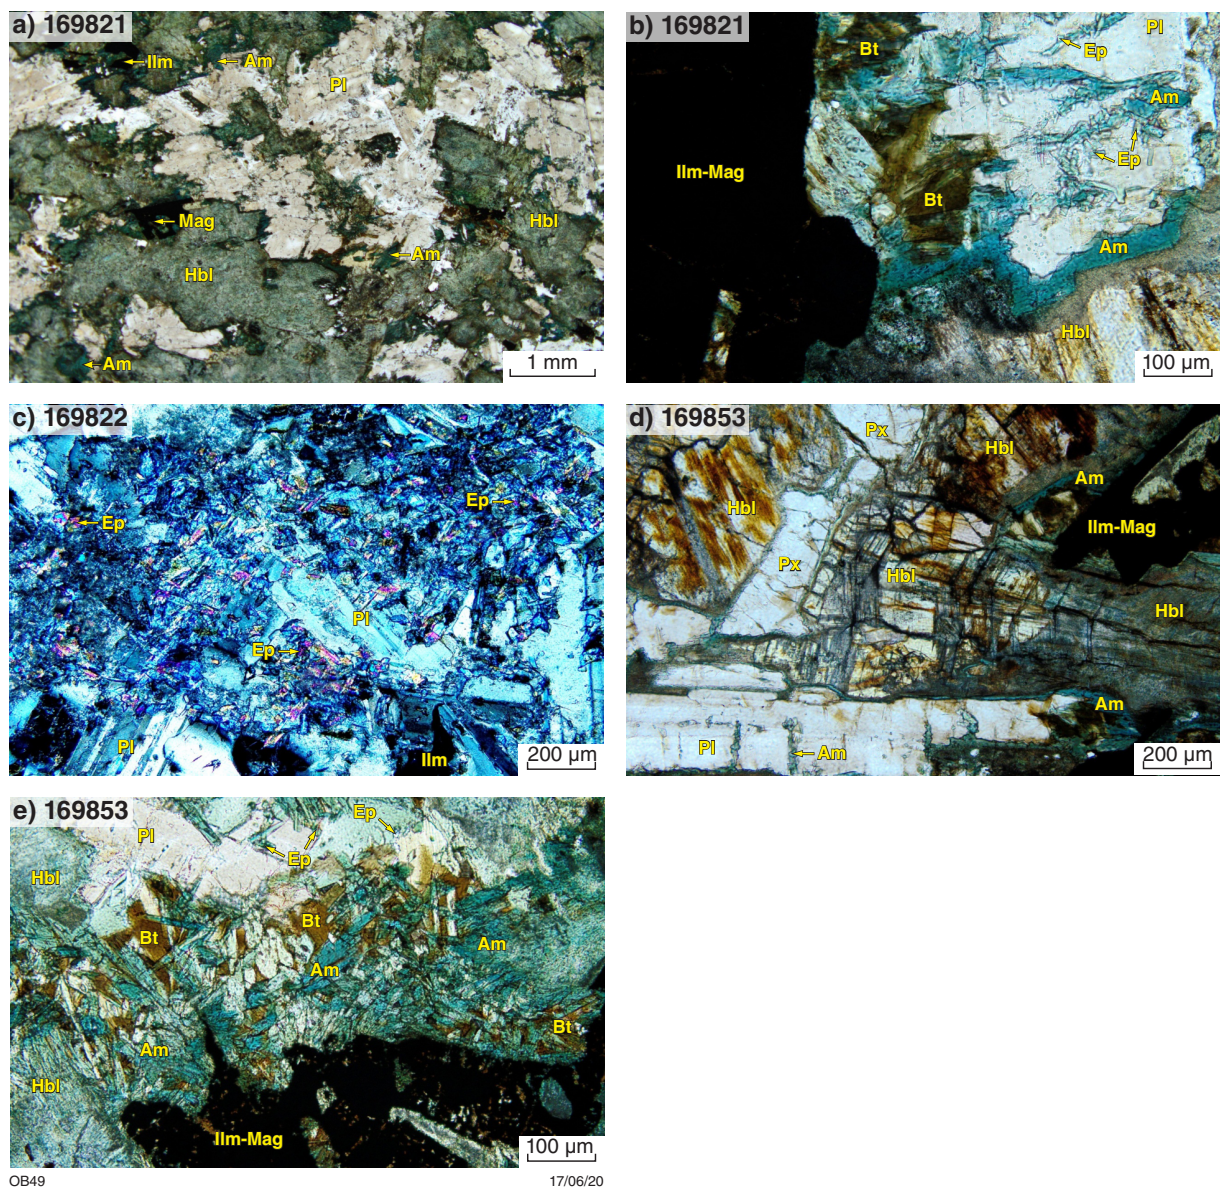 a) 169821
Ilm
Am
Pl
Mag
Hbl
Hbl
Am
Am
1 mm
b) 169821
Pl
Bt
Ep
Am
Ep
Ilm-Mag
Bt
Am
Hbl
100 µm
c) 169822
Ep
Ep
Pl
Ep
Pl
Ilm
200 µm
d) 169853
Px
Hbl
Am
Hbl
Ilm-Mag
Px
Hbl
Hbl
Am
Pl
Am
200 µm
e) 169853
Ep
Pl
Ep
Hbl
Bt
Bt
Am
Am
Bt
Am
Hbl
Ilm-Mag
100 µm
OB49
17/06/20